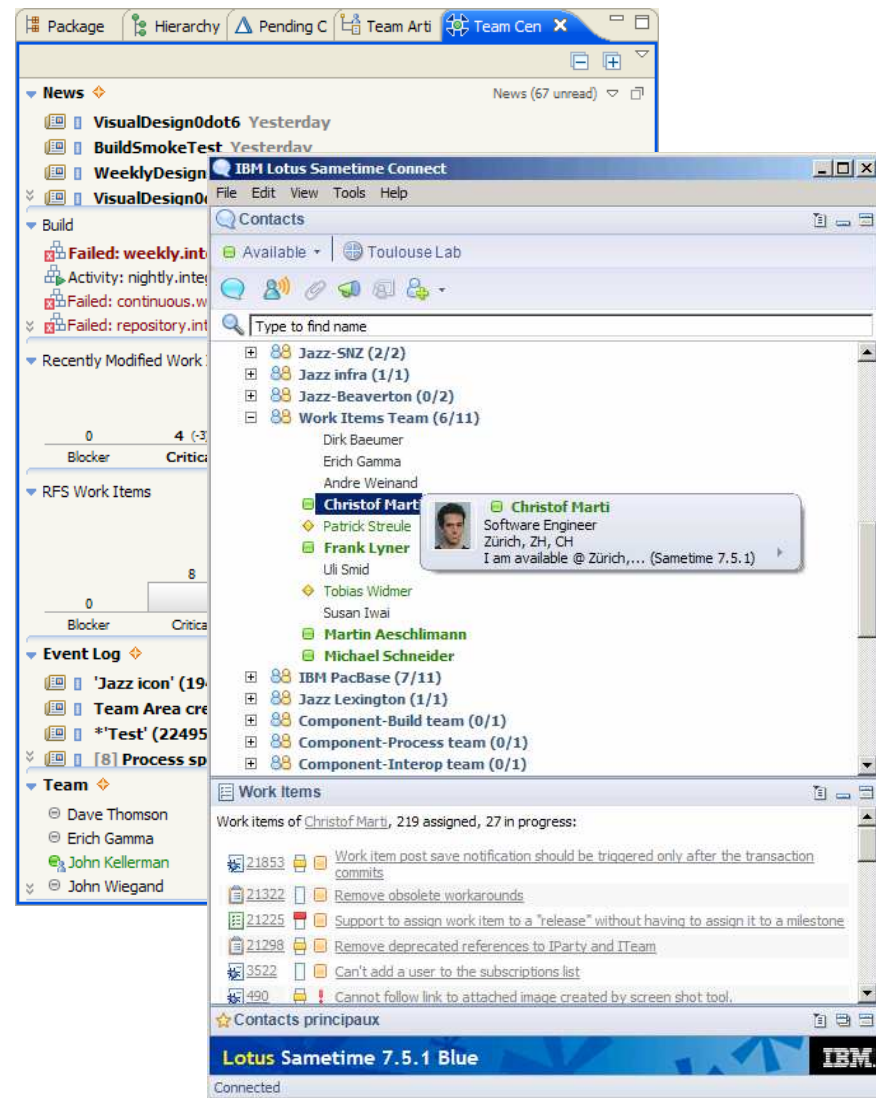 Package
Hierarchy
Pending C
Team Arti
Team Cen
News
News (67 unread)
VisualDesign0dot6 Yesterday
BuildSmokeTest Yesterday
WeeklyDesign
VisualDesign0
Build
Failed: weekly.int
Activity: nightly.integ
Failed: continuous.w
Failed: repository.int
Recently Modified Work
0 4 (-3)
Blocker Critica
RFS Work Items
8
0
Blocker Critica
Event Log
'Jazz icon' (194
Team Area cre
*'Test' (22495
[8] Process sp
Team
Dave Thomson
Erich Gamma
John Kellerman
John Wiegand
IBM Lotus Sametime Connect
File Edit View Tools Help
Contacts
Available
Toulouse Lab
Type to find name
Jazz-SNZ (2/2)
Jazz infra (1/1)
Jazz-Beaverton (0/2)
Work Items Team (6/11)
Dirk Baeumer
Erich Gamma
Andre Weinand
Christof Marti
Patrick Streule
Frank Lyner
Uli Smid
Tobias Widmer
Susan Iwai
Martin Aeschlimann
Michael Schneider
Christof Marti
Software Engineer
Zürich, ZH, CH
I am available @ Zürich,... (Sametime 7.5.1)
IBM PacBase (7/11)
Jazz Lexington (1/1)
Component-Build team (0/1)
Component-Process team (0/1)
Component-Interop team (0/1)
Work Items
Work items of Christof Marti, 219 assigned, 27 in progress:
21853 Work item post save notification should be triggered only after the transaction
commits
21322 Remove obsolete workarounds
21225 Support to assign work item to a "release" without having to assign it to a milestone
21298 Remove deprecated references to IParty and ITeam
3522 Can't add a user to the subscriptions list
490 Cannot follow link to attached image created by screen shot tool.
Contacts principaux
Lotus Sametime 7.5.1 Blue
IBM.
Connected